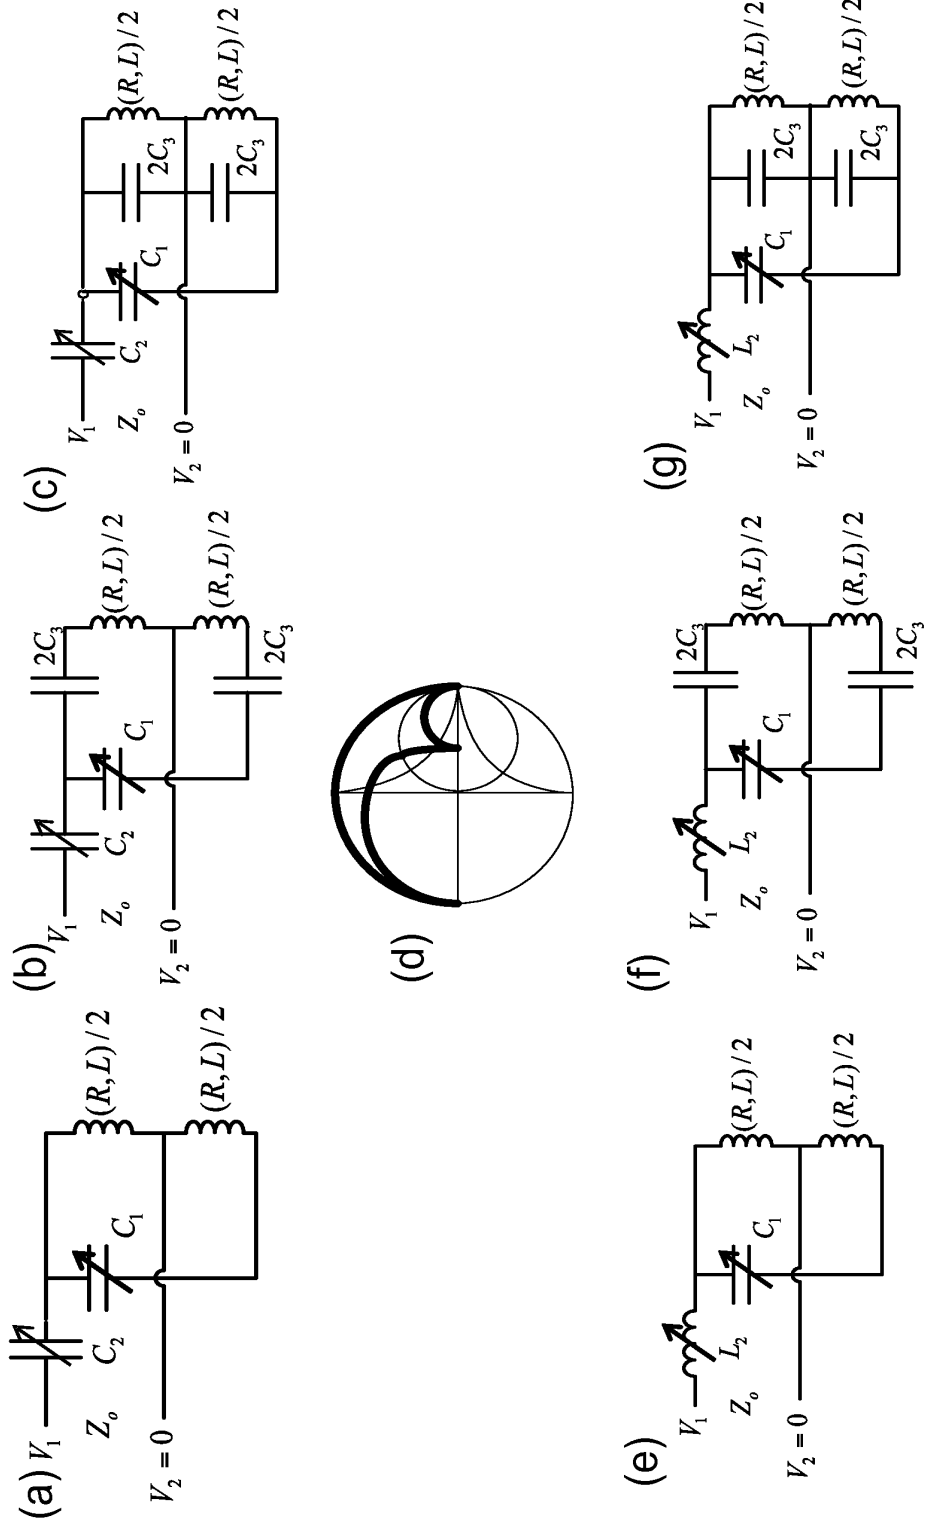 (a)
V₁
C₂
C₁
(R,L)/2
(R,L)/2
Zₒ
V₂ = 0
(b)
V₁
C₂
C₁
2C₃
(R,L)/2
(R,L)/2
2C₃
Zₒ
V₂ = 0
(c)
V₁
C₂
C₁
2C₃
2C₃
(R,L)/2
(R,L)/2
Zₒ
V₂ = 0
(d)
(e)
V₁
L₂
C₁
(R,L)/2
(R,L)/2
Zₒ
V₂ = 0
(f)
V₁
L₂
C₁
2C₃
(R,L)/2
(R,L)/2
2C₃
Zₒ
V₂ = 0
(g)
V₁
L₂
C₁
2C₃
2C₃
(R,L)/2
(R,L)/2
Zₒ
V₂ = 0